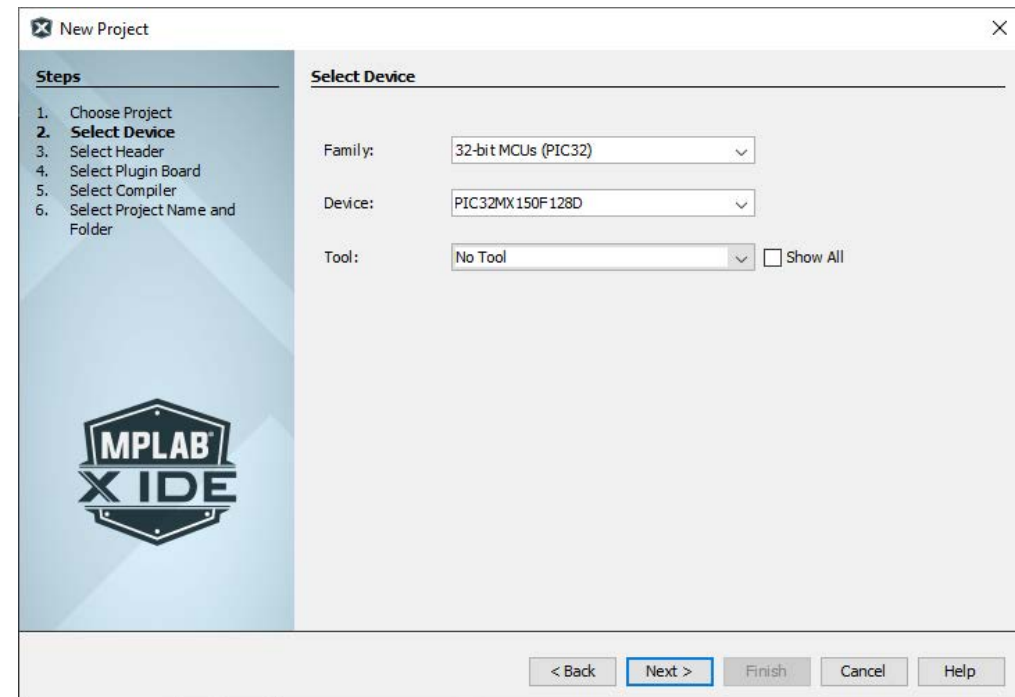 New Project
Steps
1. Choose Project
2. Select Device
3. Select Header
4. Select Plugin Board
5. Select Compiler
6. Select Project Name and
Folder
MPLAB®
X IDE
Select Device
Family: 32-bit MCUs (PIC32)
Device: PIC32MX150F128D
Tool: No Tool Show All
< Back Next > Finish Cancel Help